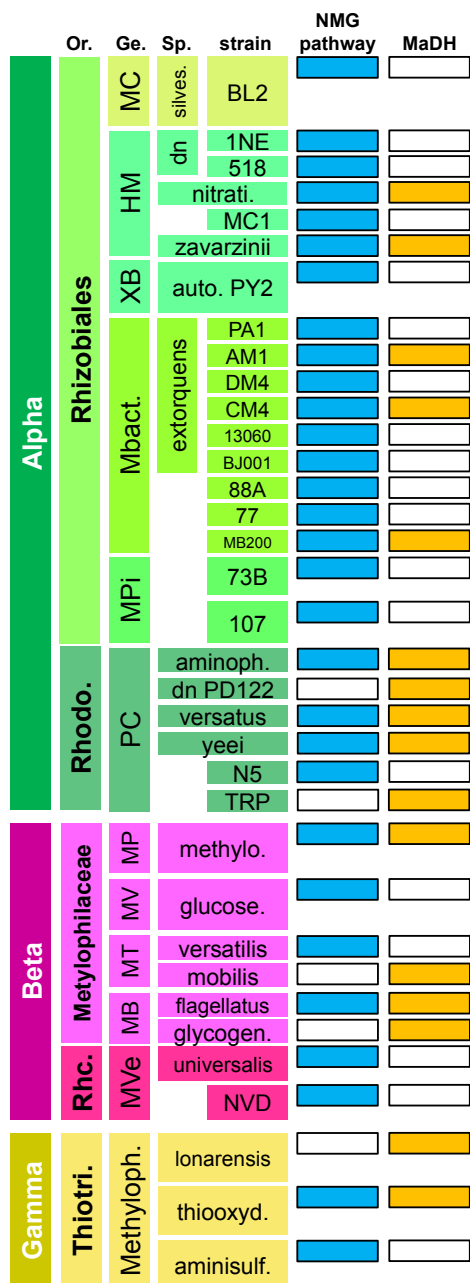 NMG
Or. Ge. Sp. strain pathway MaDH
Alpha
Rhizobiales
MC
silves.
BL2
HM
dn
1NE
518
nitrati.
MC1
zavarzinii
XB
auto. PY2
Mbact.
extorquens
PA1
AM1
DM4
CM4
13060
BJ001
88A
77
MB200
MPi
73B
107
Rhodo.
PC
aminoph.
dn PD122
versatus
yeei
N5
TRP
Beta
Metylophilaceae
MP
methylo.
MV
glucose.
MT
versatilis
mobilis
MB
flagellatus
glycogen.
Rhc.
MVe
universalis
NVD
Gamma
Thiotri.
Methyloph.
lonarensis
thiooxyd.
aminisulf.